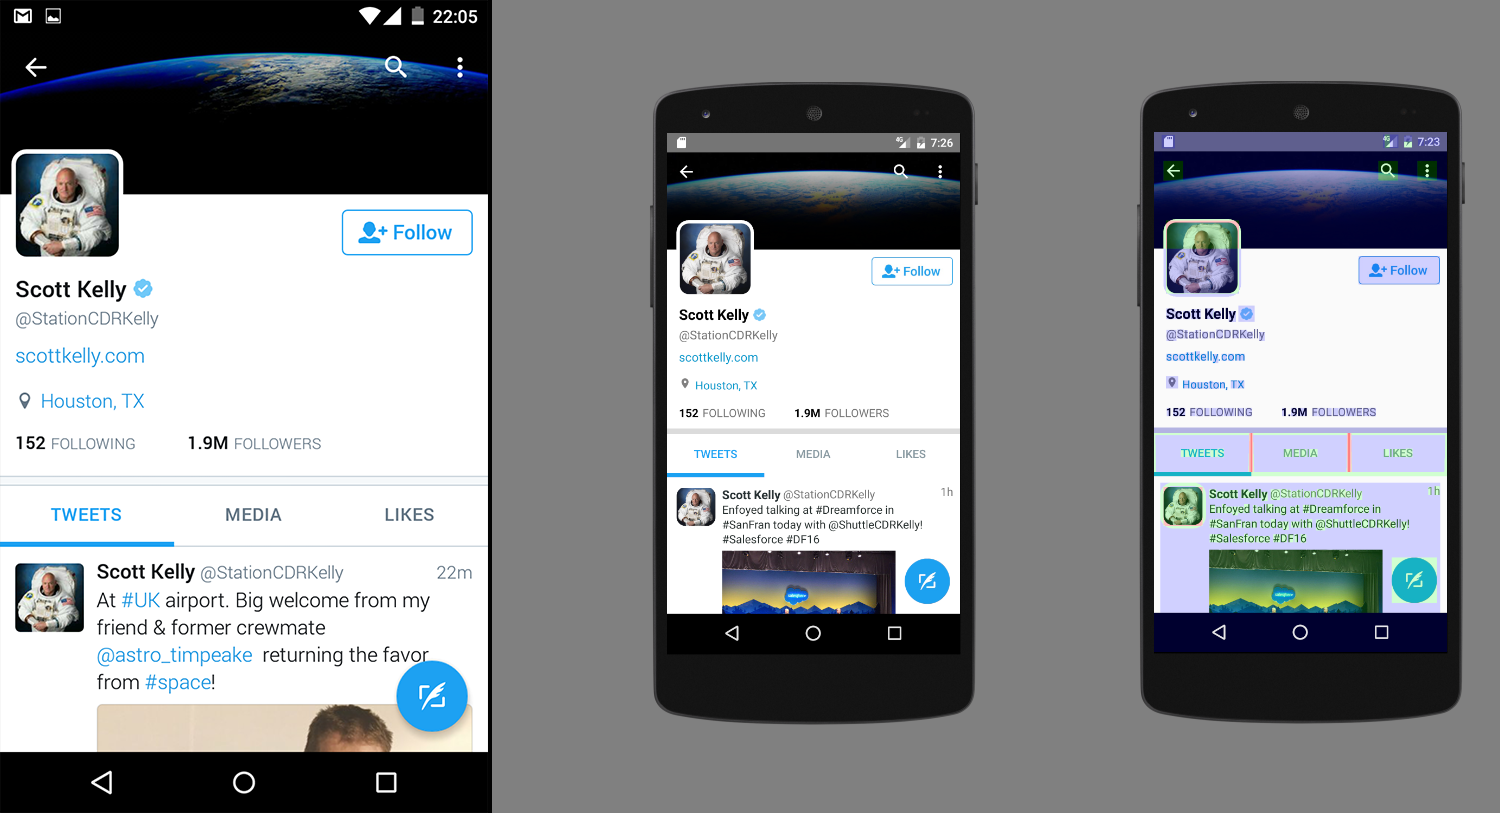 22:05
Follow
Scott Kelly
@StationCDRKelly
scottkelly.com
Houston, TX
152 FOLLOWING 1.9M FOLLOWERS
TWEETS MEDIA LIKES
Scott Kelly @StationCDRKelly 22m
At #UK airport. Big welcome from my
friend & former crewmate
@astro_timpeake returning the favor
from #space!
4G 7:26
Follow
Scott Kelly
@StationCDRKelly
scottkelly.com
Houston, TX
152 FOLLOWING 1.9M FOLLOWERS
TWEETS MEDIA LIKES
Scott Kelly @StationCDRKelly 1h
Enfoyed talking at #Dreamforce in
#SanFran today with @ShuttleCDRKelly!
#Salesforce #DF16
4G 7:23
Follow
Scott Kelly
@StationCDRKelly
scottkelly.com
Houston, TX
152 FOLLOWING 1.9M FOLLOWERS
TWEETS MEDIA LIKES
Scott Kelly @StationCDRKelly 1h
Enfoyed talking at #Dreamforce in
#SanFran today with @ShuttleCDRKelly!
#Salesforce #DF16